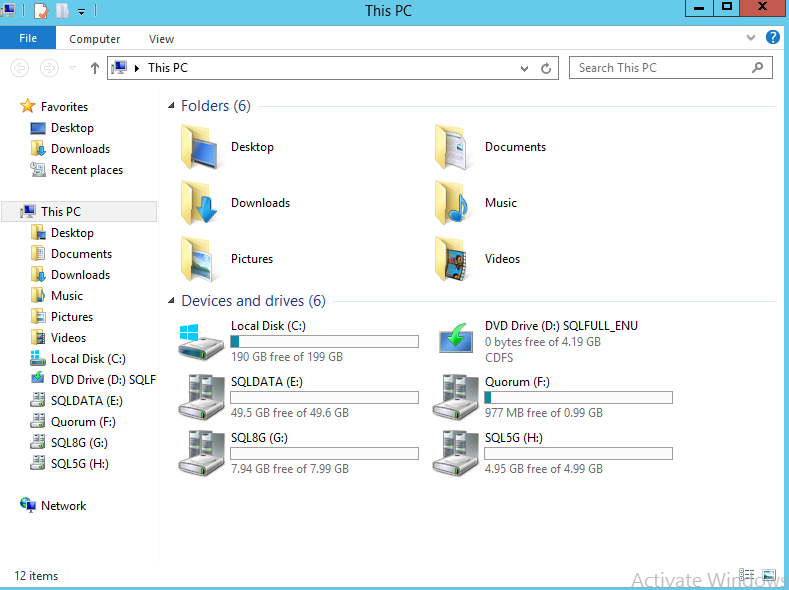 This PC
File
Computer
View
This PC
Search This PC
Favorites
Desktop
Downloads
Recent places
This PC
Desktop
Documents
Downloads
Music
Pictures
Videos
Local Disk (C:)
DVD Drive (D:) SQLF
SQLDATA (E:)
Quorum (F:)
SQL8G (G:)
SQL5G (H:)
Network
Folders (6)
Desktop
Documents
Downloads
Music
Pictures
Videos
Devices and drives (6)
Local Disk (C:)
190 GB free of 199 GB
DVD Drive (D:) SQLFULL_ENU
0 bytes free of 4.19 GB
CDFS
SQLDATA (E:)
49.5 GB free of 49.6 GB
Quorum (F:)
977 MB free of 0.99 GB
SQL8G (G:)
7.94 GB free of 7.99 GB
SQL5G (H:)
4.95 GB free of 4.99 GB
12 items
Activate Windows